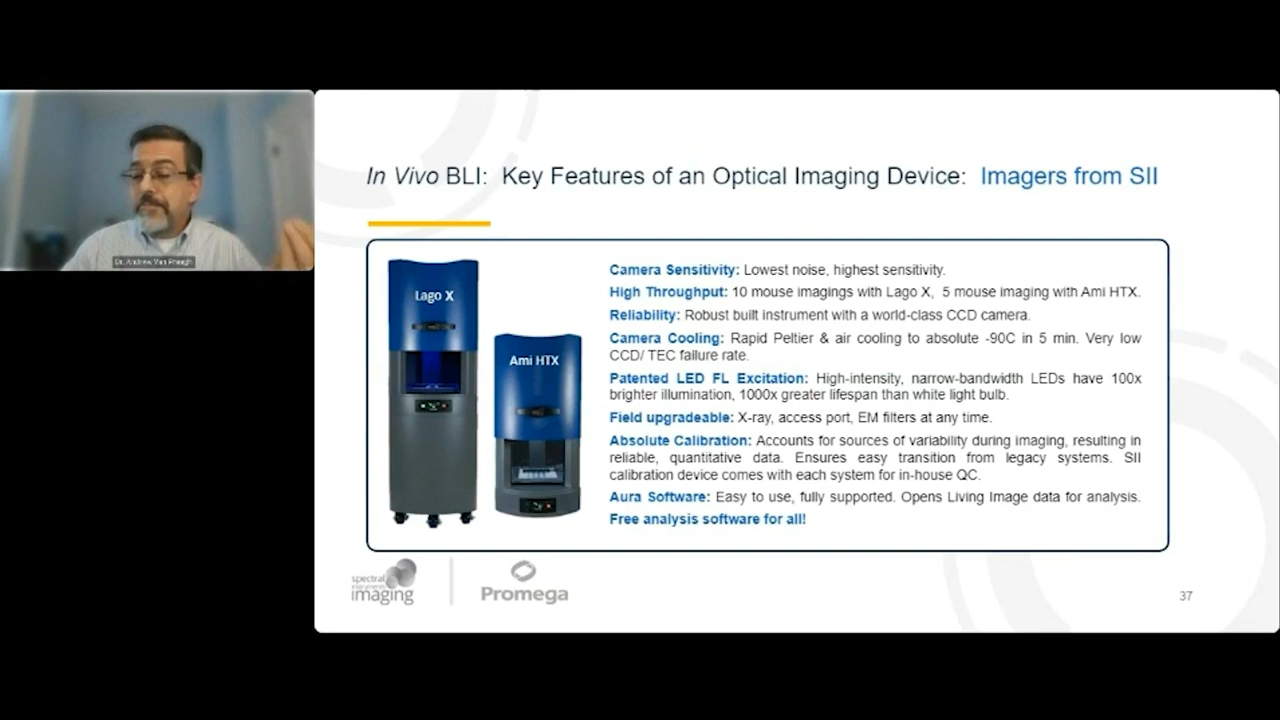 In Vivo BLI: Key Features of an Optical Imaging Device: Imagers from SII
Dr. Andrew Van Praagh
Lago X
Ami HTX
Camera Sensitivity: Lowest noise, highest sensitivity.
High Throughput: 10 mouse imagings with Lago X, 5 mouse imaging with Ami HTX.
Reliability: Robust built instrument with a world-class CCD camera.
Camera Cooling: Rapid Peltier & air cooling to absolute -90C in 5 min. Very low
CCD/ TEC failure rate.
Patented LED FL Excitation: High-intensity, narrow-bandwidth LEDs have 100x
brighter illumination, 1000x greater lifespan than white light bulb.
Field upgradeable: X-ray, access port, EM filters at any time.
Absolute Calibration: Accounts for sources of variability during imaging, resulting in
reliable, quantitative data. Ensures easy transition from legacy systems. SII
calibration device comes with each system for in-house QC.
Aura Software: Easy to use, fully supported. Opens Living Image data for analysis.
Free analysis software for all!
spectral
instruments
imaging
Promega
37